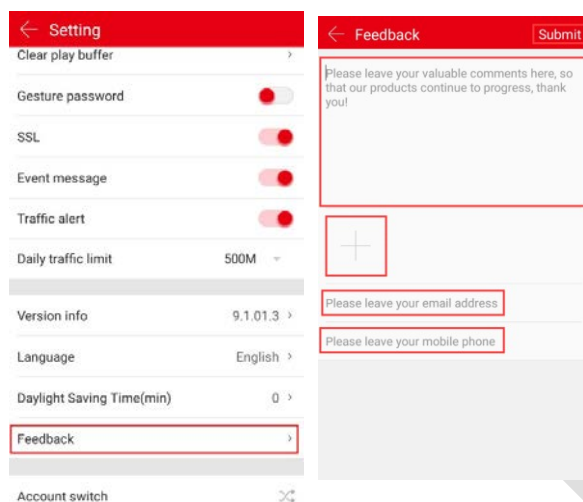 Setting
Clear play buffer
Gesture password
SSL
Event message
Traffic alert
Daily traffic limit 500M
Version info 9.1.01.3
Language English
Daylight Saving Time(min) 0
Feedback
Account switch
Feedback Submit
Please leave your valuable comments here, so
that our products continue to progress, thank
you!
Please leave your email address
Please leave your mobile phone